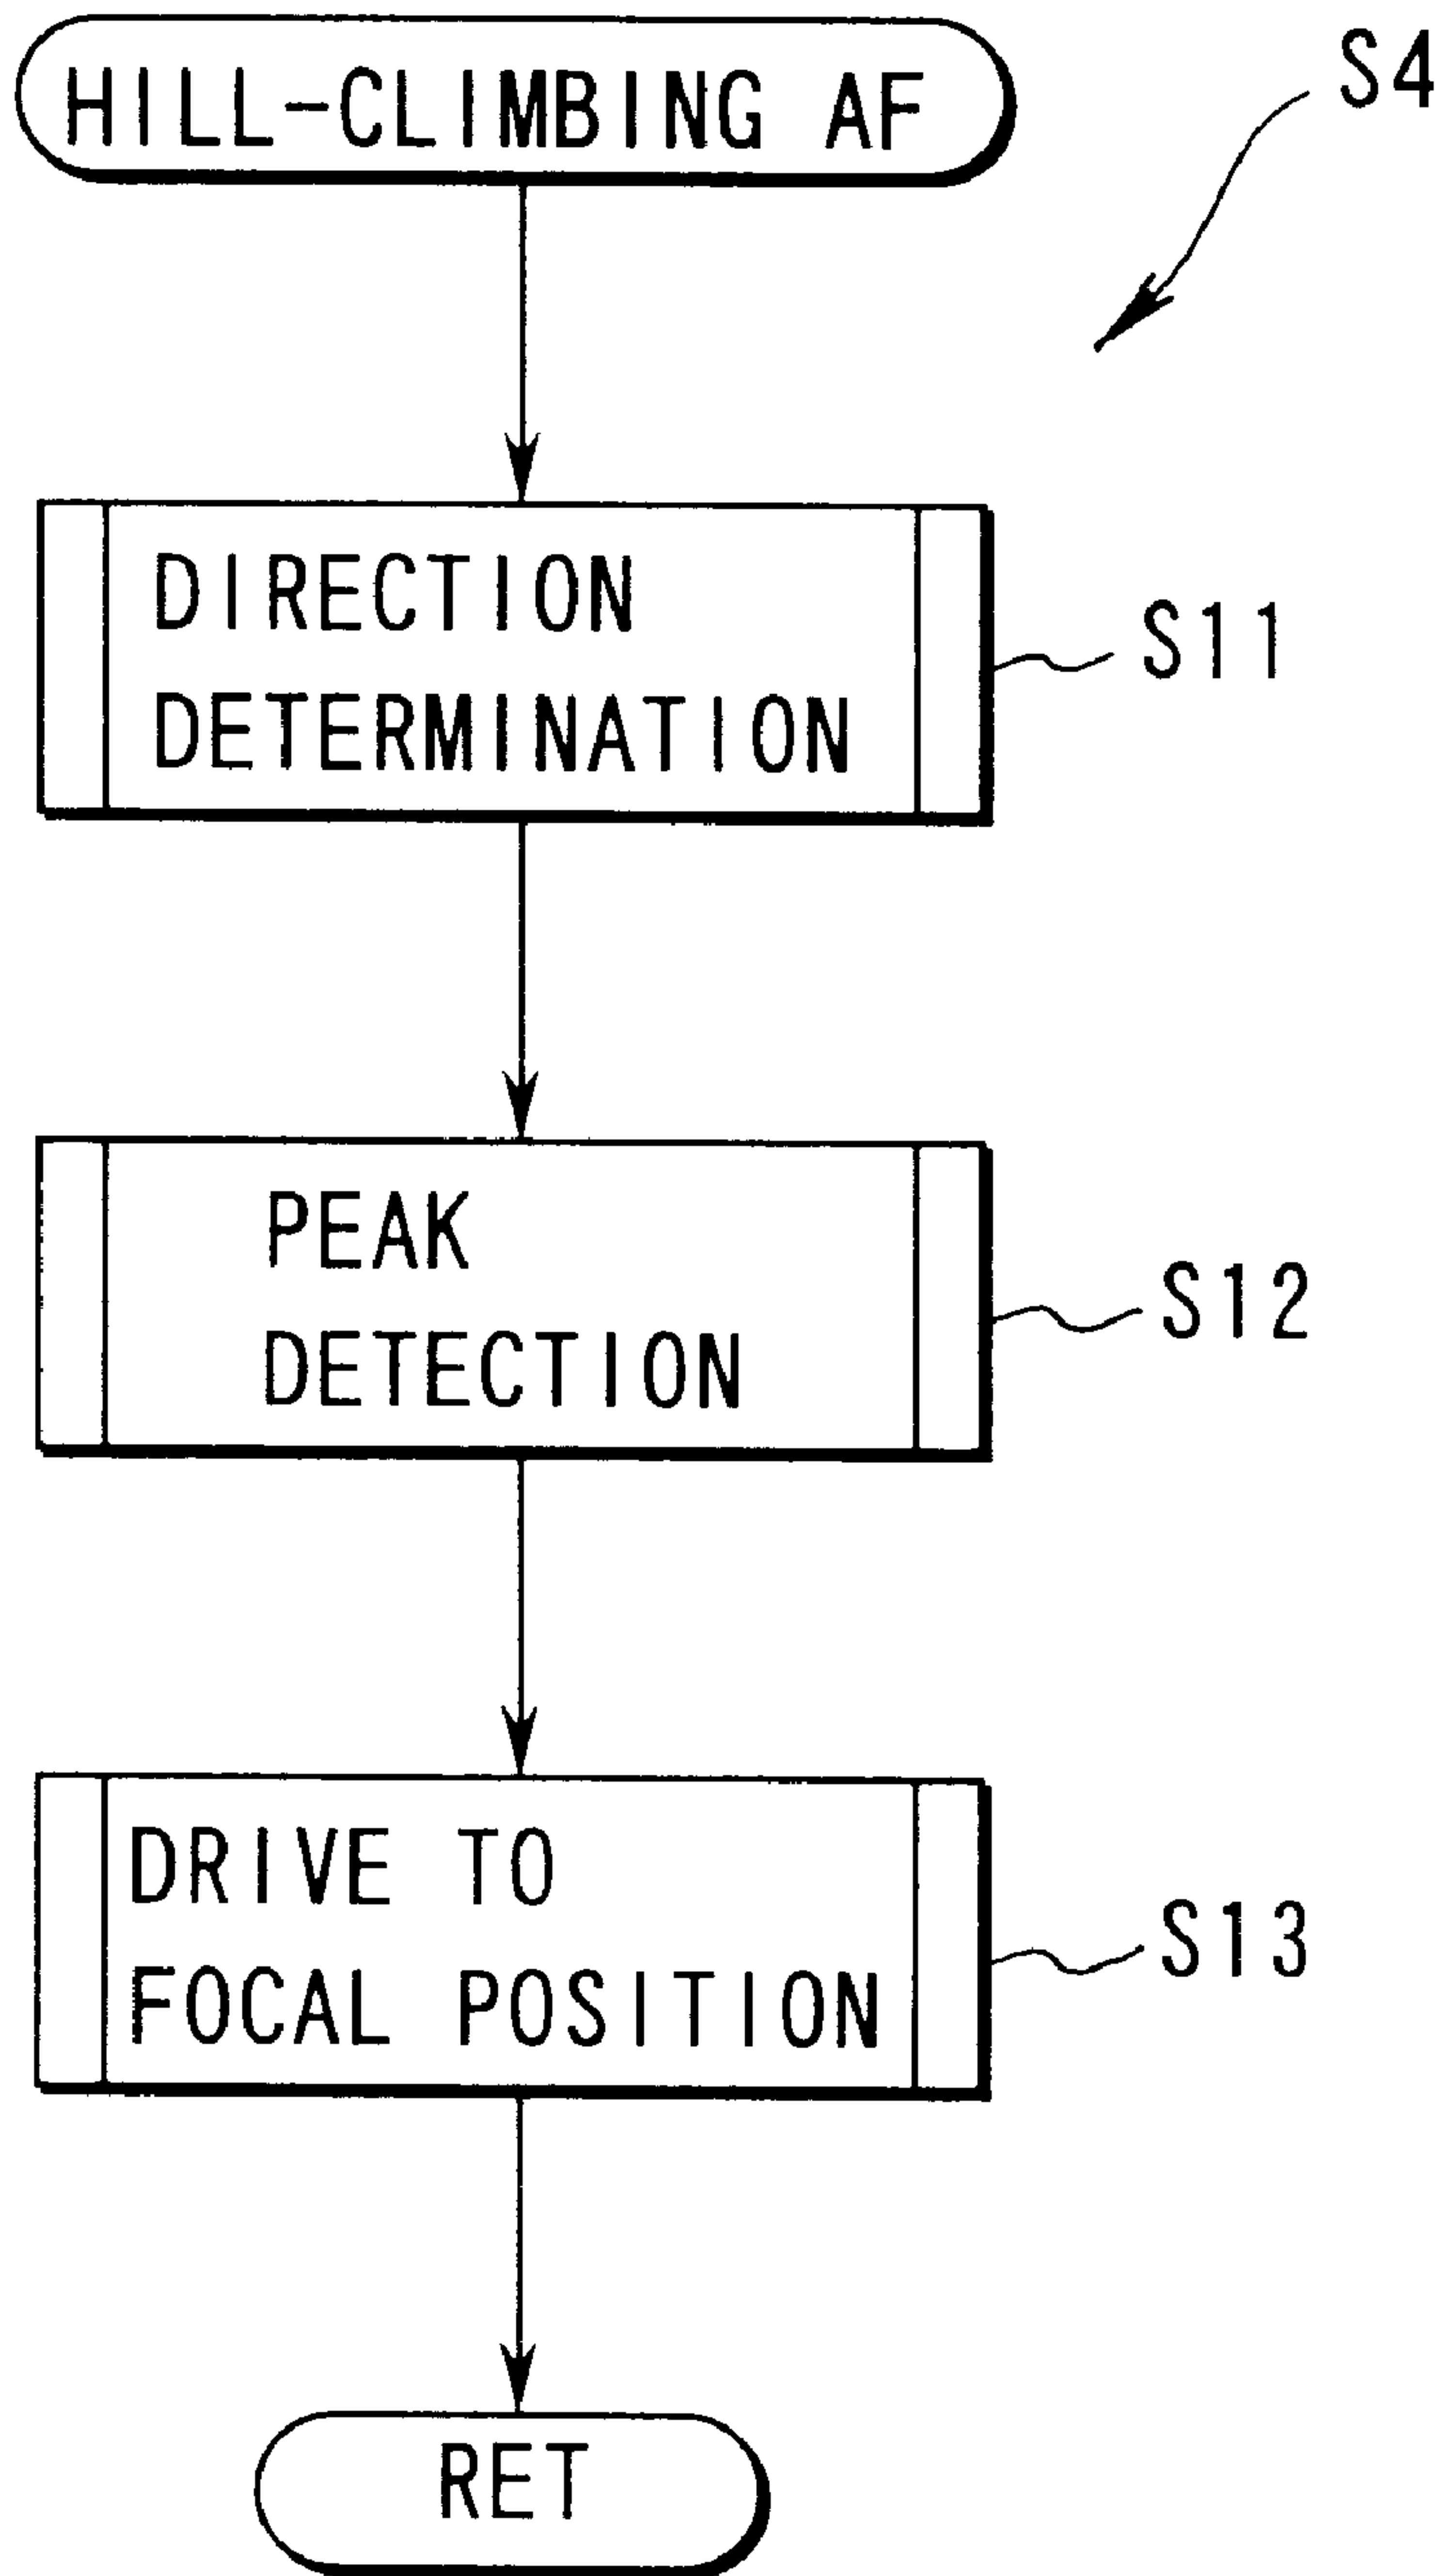 HILL-CLIMBING AF
S4
DIRECTION
DETERMINATION
S11
PEAK
DETECTION
S12
DRIVE TO
FOCAL POSITION
S13
RET